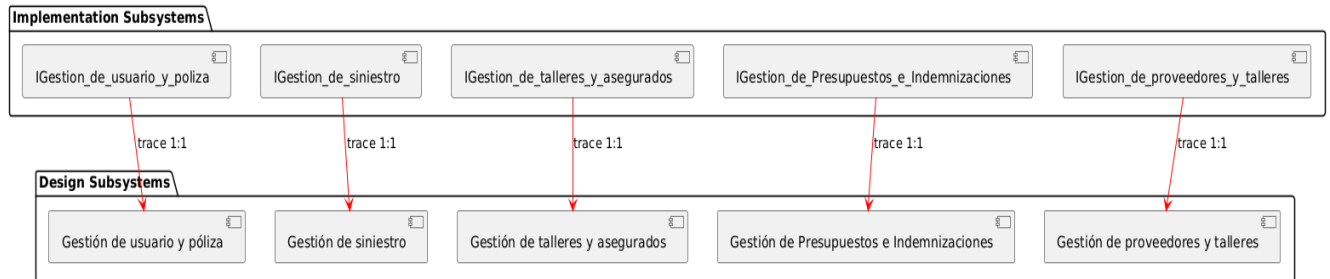 Implementation Subsystems
IGestion_de_usuario_y_poliza
IGestion_de_siniestro
IGestion_de_talleres_y_asegurados
IGestion_de_Presupuestos_e_Indemnizaciones
IGestion_de_proveedores_y_talleres
trace 1:1
trace 1:1
trace 1:1
trace 1:1
trace 1:1
Design Subsystems
Gestión de usuario y póliza
Gestión de siniestro
Gestión de talleres y asegurados
Gestión de Presupuestos e Indemnizaciones
Gestión de proveedores y talleres